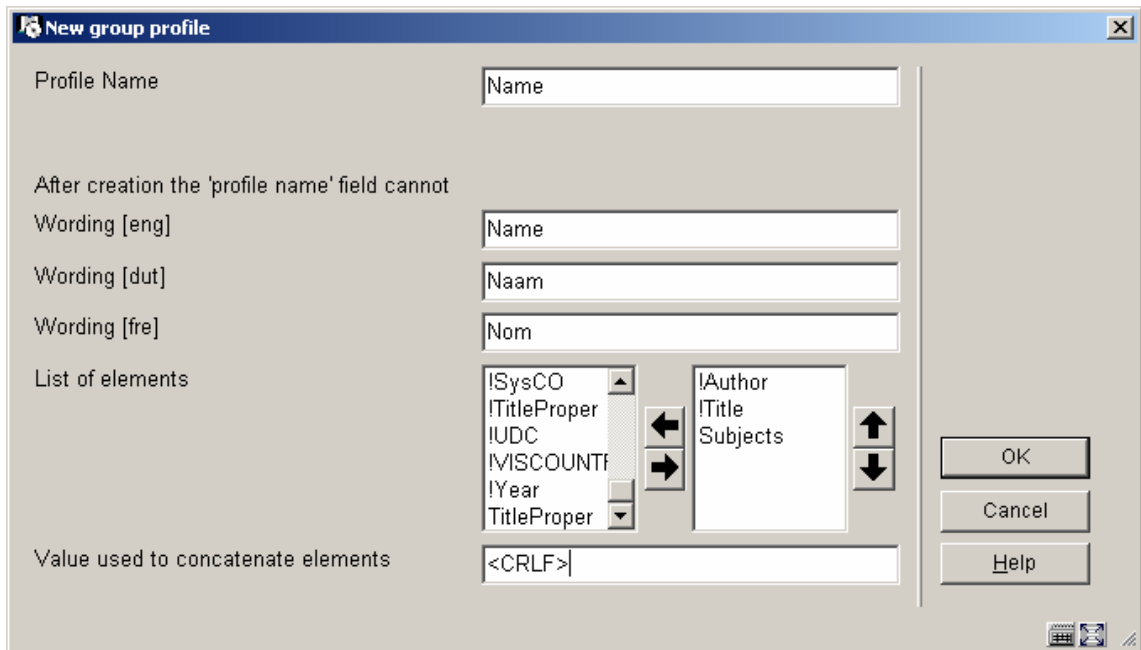 New group profile
Profile Name
Name
After creation the 'profile name' field cannot
Wording [eng]
Name
Wording [dut]
Naam
Wording [fre]
Nom
List of elements
!SysCO
!TitleProper
!UDC
!Year
TitleProper
!Author
!Title
Subjects
OK
Cancel
Value used to concatenate elements
<CRLF>
Help